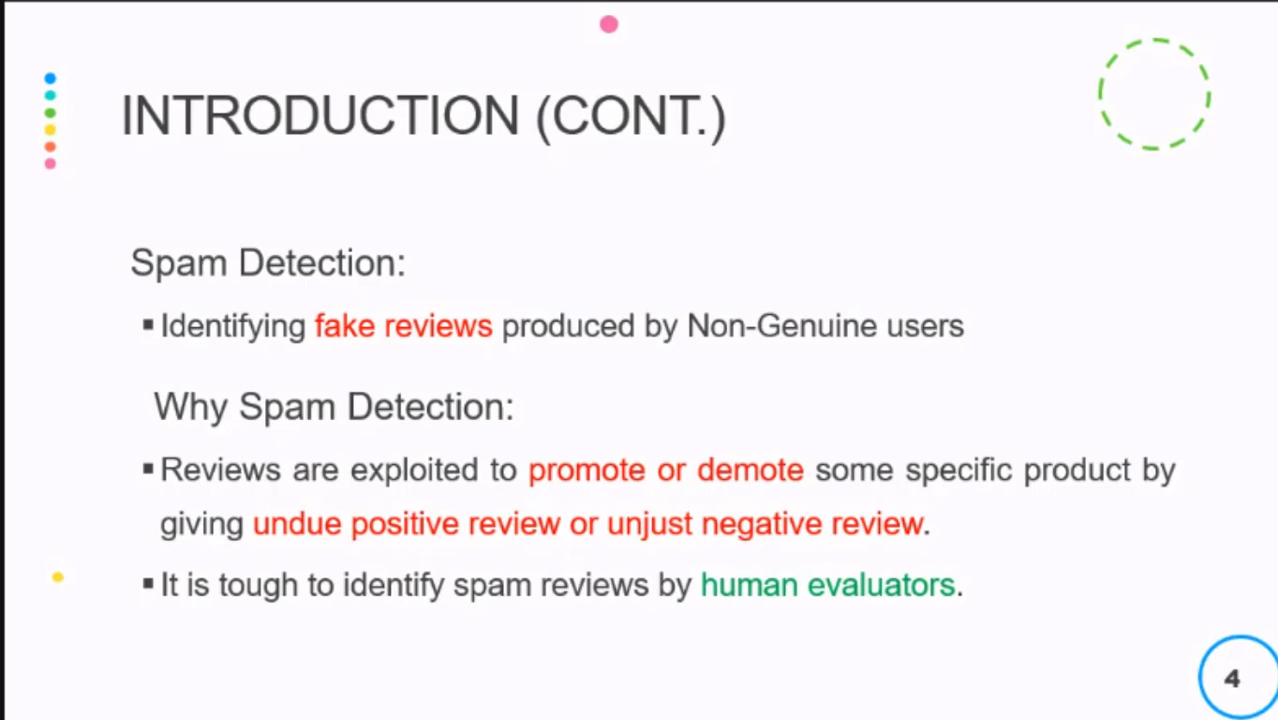 INTRODUCTION (CONT.)
Spam Detection:
▪Identifying fake reviews produced by Non-Genuine users
Why Spam Detection:
▪Reviews are exploited to promote or demote some specific product by
giving undue positive review or unjust negative review.
▪It is tough to identify spam reviews by human evaluators.
4